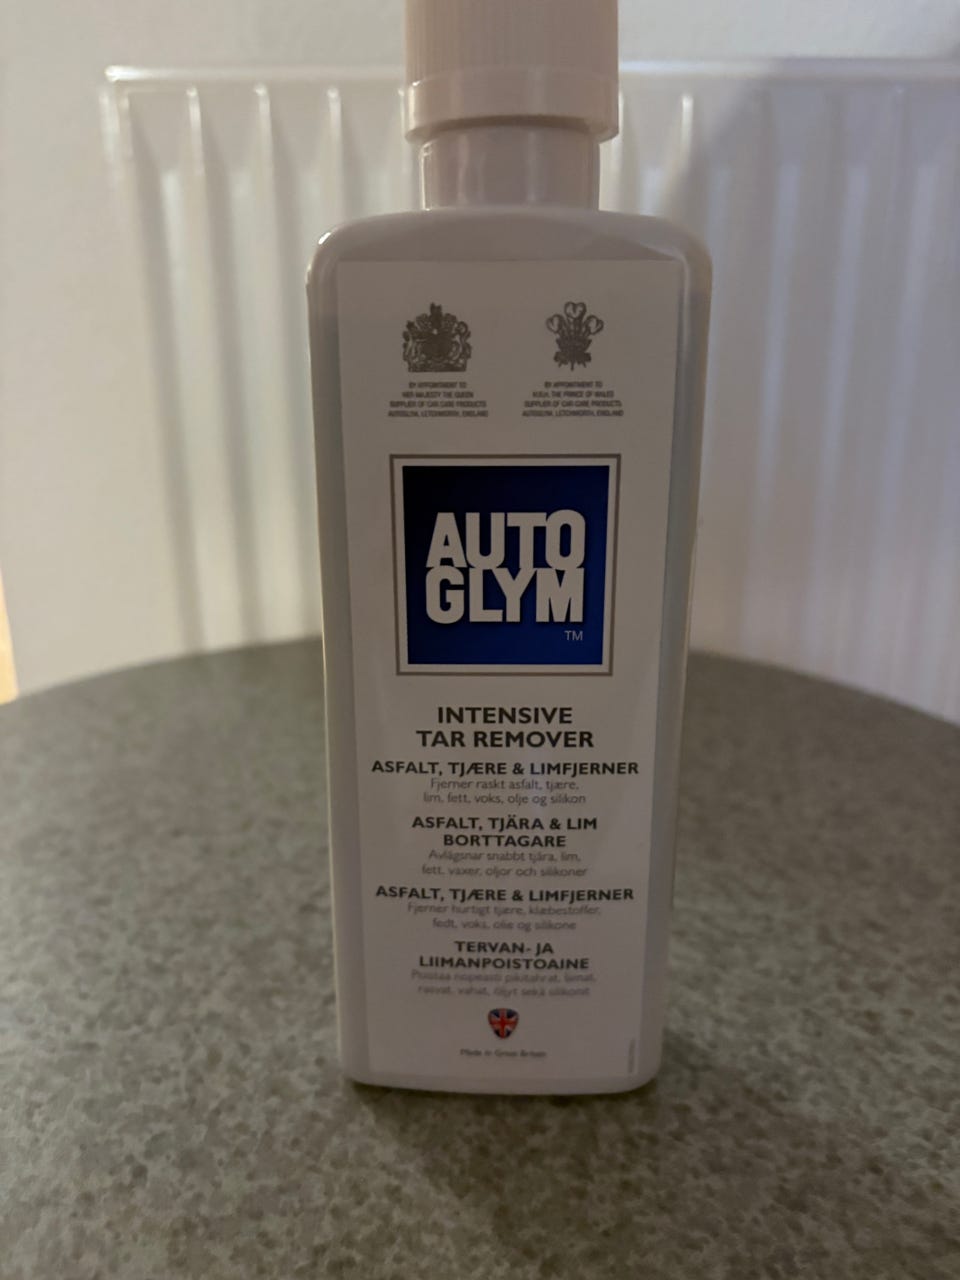 BY APPOINTMENT TO
HER MAJESTY THE QUEEN
SUPPLIER OF CAR CARE PRODUCTS
AUTOGLYM, LETCHWORTH, ENGLAND
BY APPOINTMENT TO
H.R.H. THE PRINCE OF WALES
SUPPLIER OF CAR CARE PRODUCTS
AUTOGLYM, LETCHWORTH, ENGLAND
AUTO
GLYM
TM
INTENSIVE
TAR REMOVER
ASFALT, TJÆRE & LIMFJERNER
Fjerner raskt asfalt, tjære,
lim, fett, voks, olje og silikon
ASFALT, TJÄRA & LIM
BORTTAGARE
Avlägsnar snabbt tjära, lim,
fett, vaxer, oljor och silikoner
ASFALT, TJÆRE & LIMFJERNER
Fjerner hurtigt tjære, klæbestoffer,
fedt, voks, olie og silikone
TERVAN- JA
LIIMANPOISTOAINE
Poistaa nopeasti pikitahrat, liimat,
rasvat, vahat, öljyt sekä silikonit
Made in Great Britain